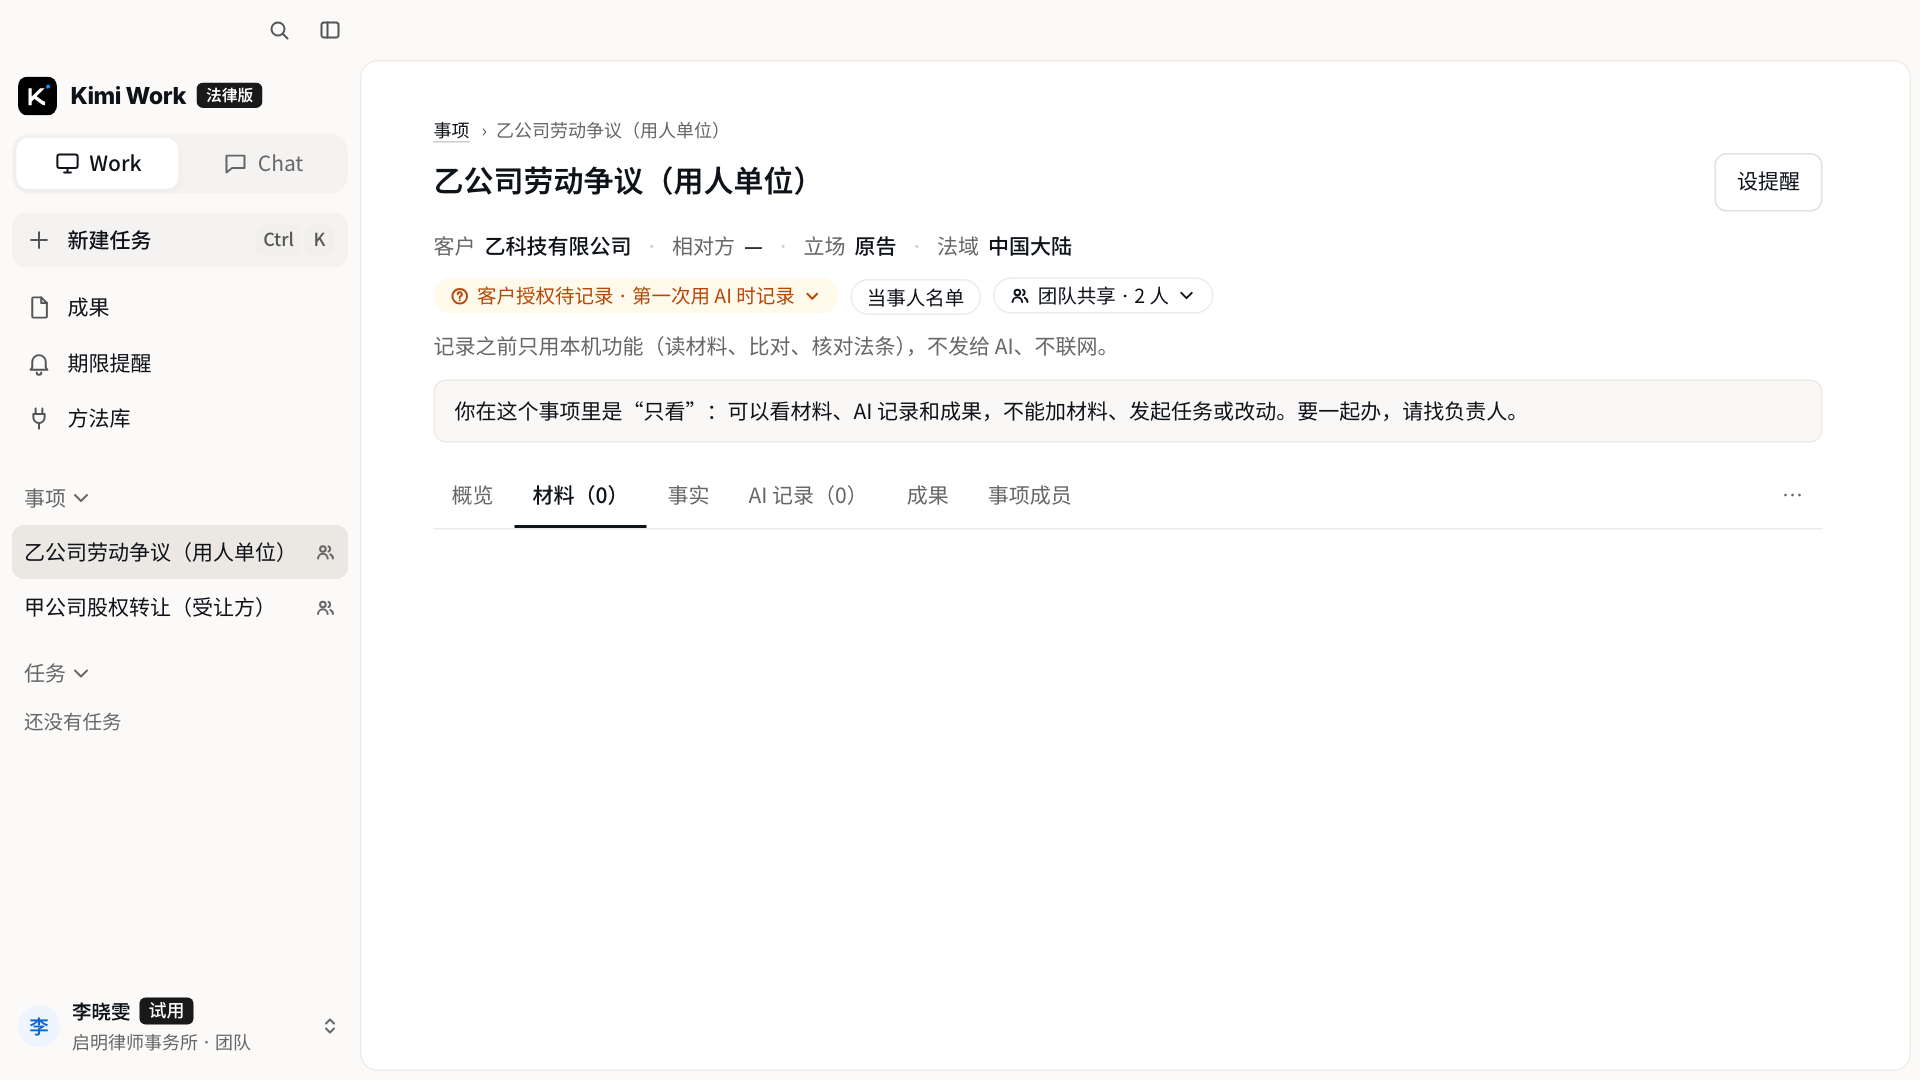 Kimi Work 法律版
Work
Chat
新建任务 Ctrl K
成果
期限提醒
方法库
事项
乙公司劳动争议（用人单位）
甲公司股权转让（受让方）
任务
还没有任务
李
李晓雯 试用
启明律师事务所 · 团队
事项 › 乙公司劳动争议（用人单位）
乙公司劳动争议（用人单位）
设提醒
客户 乙科技有限公司 · 相对方 — · 立场 原告 · 法域 中国大陆
客户授权待记录 · 第一次用 AI 时记录 当事人名单 团队共享 · 2 人
记录之前只用本机功能（读材料、比对、核对法条），不发给 AI、不联网。
你在这个事项里是“只看”：可以看材料、AI 记录和成果，不能加材料、发起任务或改动。要一起办，请找负责人。
概览 材料（0） 事实 AI 记录（0） 成果 事项成员 ···